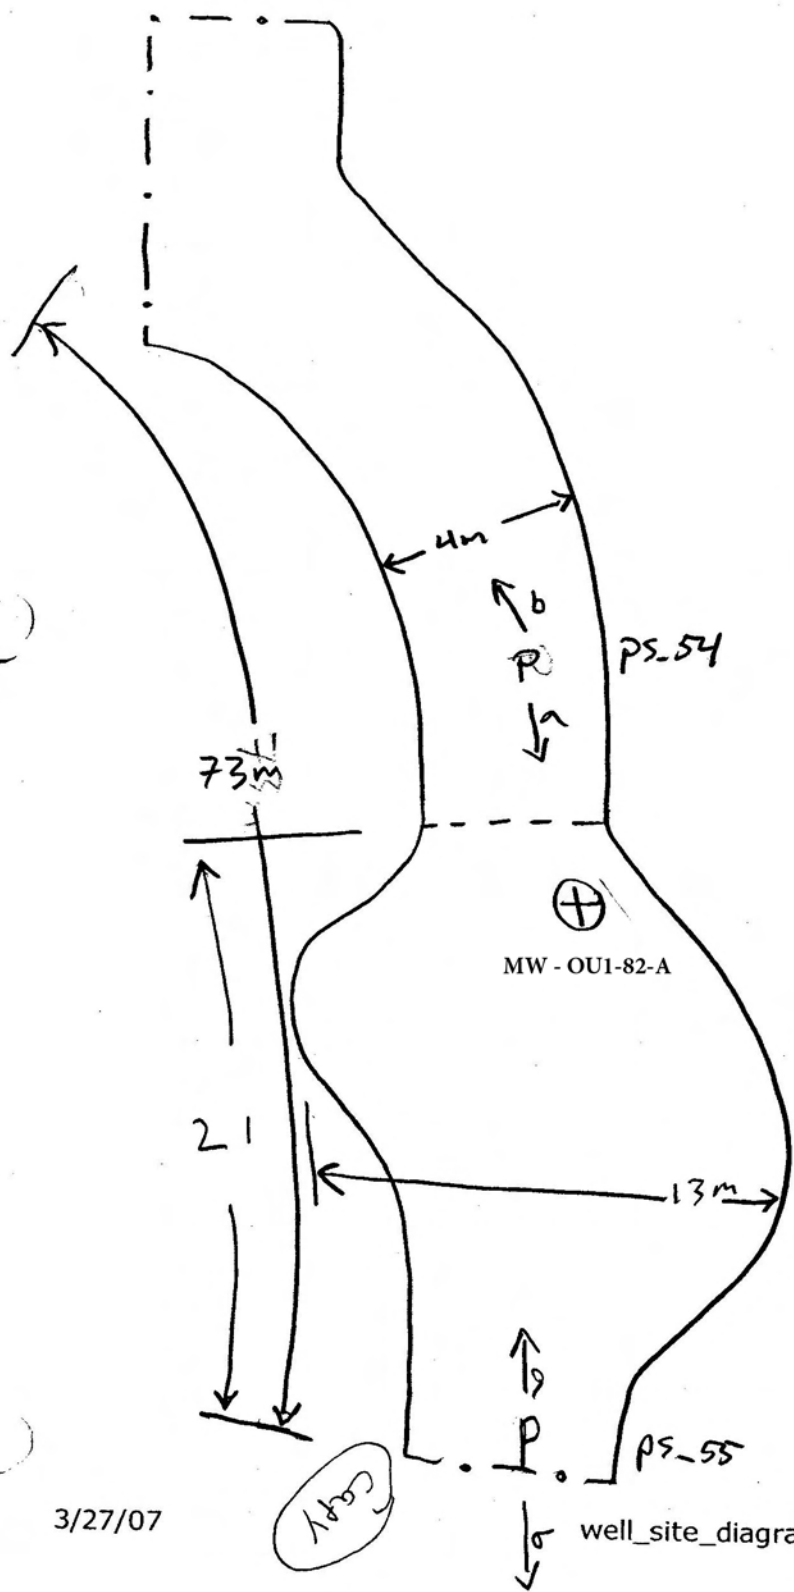 4m
b
P
a
ps-54
73m
MW - OU1-82-A
21
13m
P
ps-55
copy
3/27/07
well_site_diagra